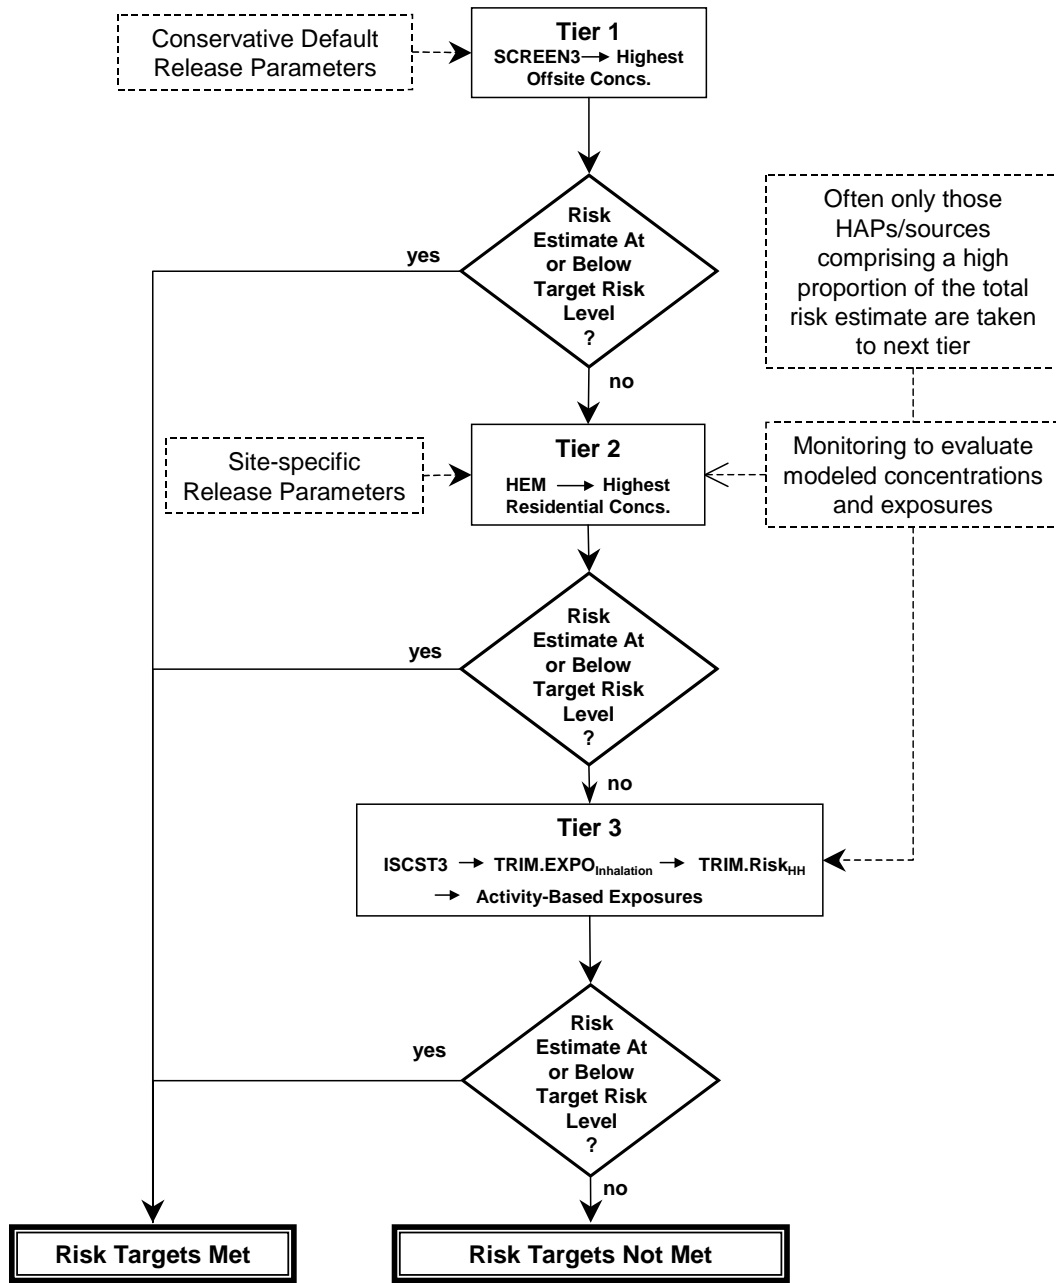 Tier 1
SCREEN3 → Highest
Offsite Concs.
Conservative Default
Release Parameters
Risk
Estimate At
or Below
Target Risk
Level
?
yes
no
Often only those
HAPs/sources
comprising a high
proportion of the total
risk estimate are taken
to next tier
Tier 2
HEM → Highest
Residential Concs.
Site-specific
Release Parameters
Monitoring to evaluate
modeled concentrations
and exposures
Risk
Estimate At
or Below
Target Risk
Level
?
yes
no
Tier 3
ISCST3 → TRIM.EXPOInhalation → TRIM.RiskHH
→ Activity-Based Exposures
Risk
Estimate At
or Below
Target Risk
Level
?
yes
no
Risk Targets Met
Risk Targets Not Met